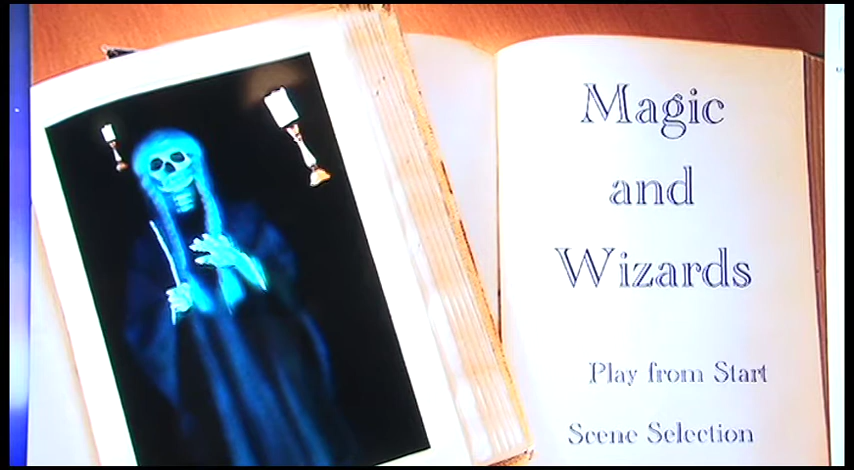 Magic
and
Wizards
Play from Start
Scene Selection